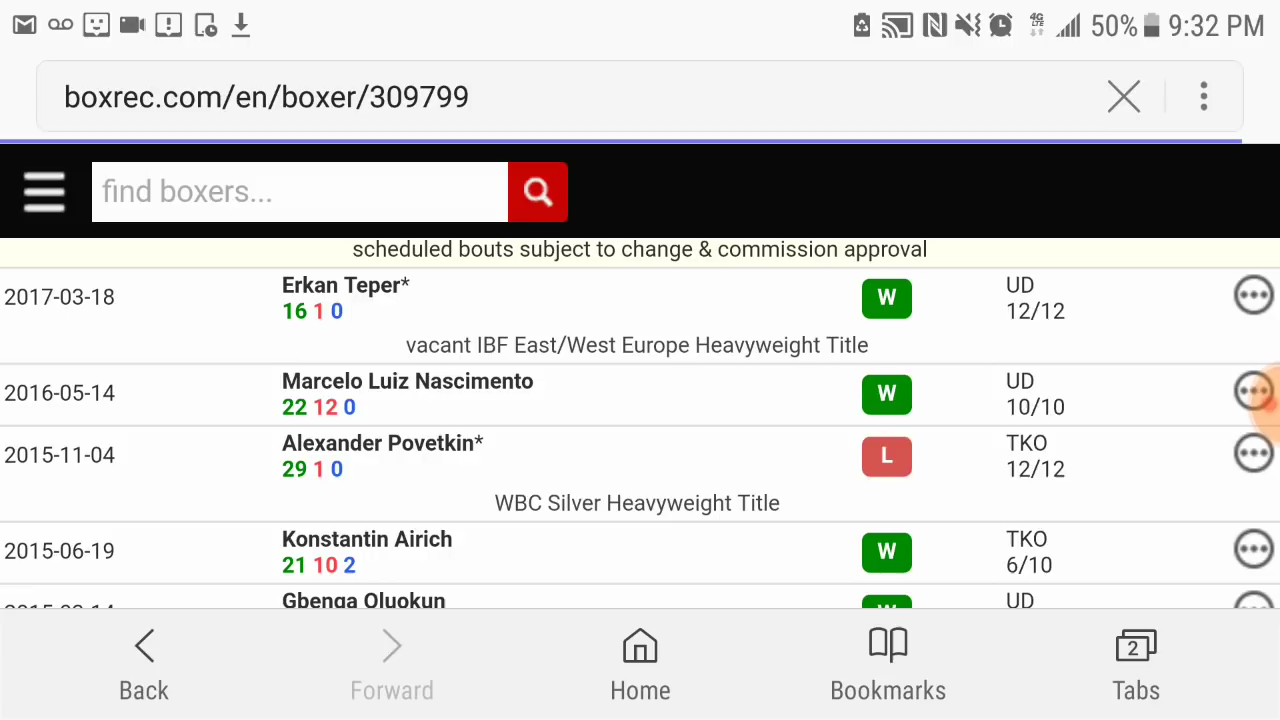 4G LTE 50% 9:32 PM
boxrec.com/en/boxer/309799
find boxers...
scheduled bouts subject to change & commission approval
2017-03-18 Erkan Teper* W UD
16 1 0 12/12
vacant IBF East/West Europe Heavyweight Title
2016-05-14 Marcelo Luiz Nascimento W UD
22 12 0 10/10
2015-11-04 Alexander Povetkin* L TKO
29 1 0 12/12
WBC Silver Heavyweight Title
2015-06-19 Konstantin Airich W TKO
21 10 2 6/10
Gbenga Oluokun W UD
2
Back Forward Home Bookmarks Tabs